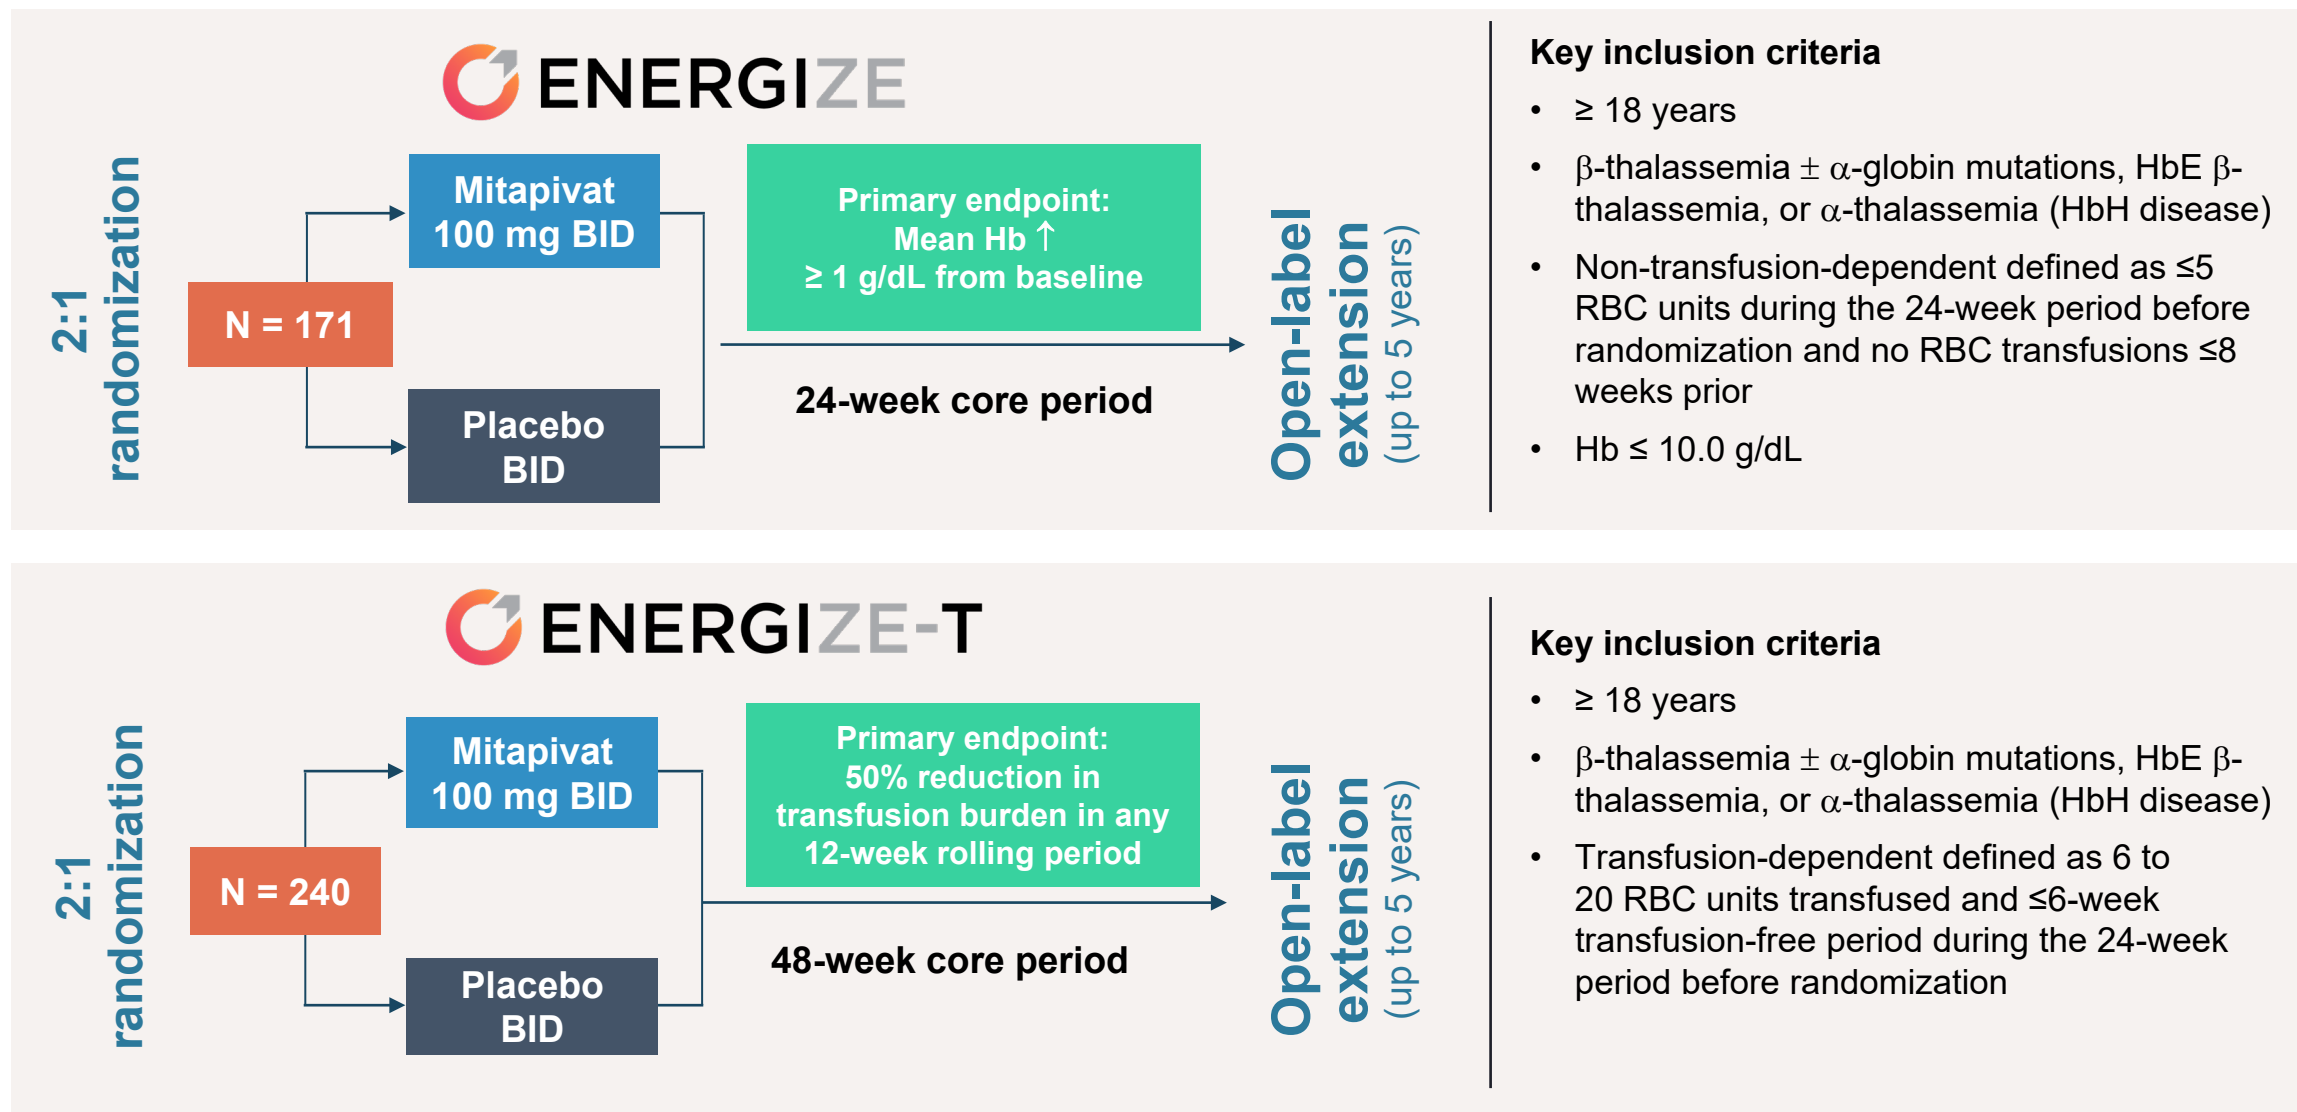 ENERGIZE
2:1
randomization
N = 171
Mitapivat
100 mg BID
Placebo
BID
Primary endpoint:
Mean Hb ↑
≥ 1 g/dL from baseline
24-week core period
Open-label
extension
(up to 5 years)
Key inclusion criteria
• ≥ 18 years
• β-thalassemia ± α-globin mutations, HbE β-
thalassemia, or α-thalassemia (HbH disease)
• Non-transfusion-dependent defined as ≤5
RBC units during the 24-week period before
randomization and no RBC transfusions ≤8
weeks prior
• Hb ≤ 10.0 g/dL
ENERGIZE-T
2:1
randomization
N = 240
Mitapivat
100 mg BID
Placebo
BID
Primary endpoint:
50% reduction in
transfusion burden in any
12-week rolling period
48-week core period
Open-label
extension
(up to 5 years)
Key inclusion criteria
• ≥ 18 years
• β-thalassemia ± α-globin mutations, HbE β-
thalassemia, or α-thalassemia (HbH disease)
• Transfusion-dependent defined as 6 to
20 RBC units transfused and ≤6-week
transfusion-free period during the 24-week
period before randomization